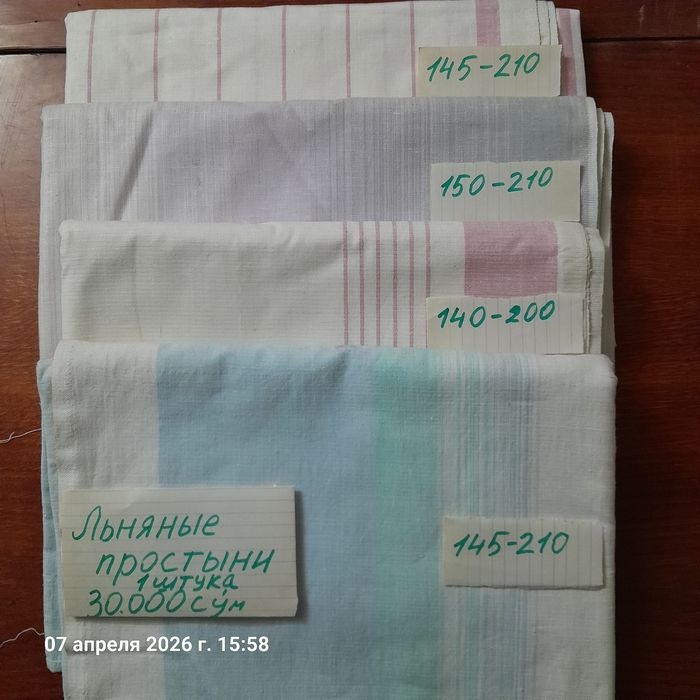 145-210
150-210
140-200
145-210
Льняные
простыни
1 штука
30.000 сўм
07 апреля 2026 г. 15:58